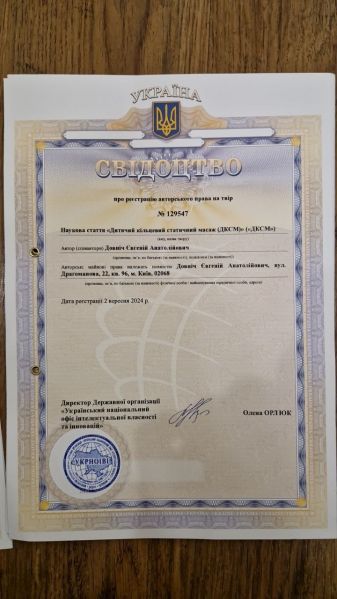 УКРАЇНА
СВІДОЦТВО
про реєстрацію авторського права на твір
№ 129547
Наукова стаття «Дитячий кільцевий статичний масаж (ДКСМ)» («ДКСМ»)
(вид, назва твору)
Автор (співавтори) Довбіч Євгеній Анатолійович
(прізвище, ім'я, по батькові (за наявності), псевдонім (за наявності))
Авторські майнові права належать повністю Довбіч Євгеній Анатолійович, вул.
Драгоманова, 22, кв. 96, м. Київ, 02068
(прізвище, ім'я, по батькові (за наявності) фізичної особи / найменування юридичної особи, адреса)
Дата реєстрації 2 вересня 2024 р.
Директор Державної організації
«Український національний
офіс інтелектуальної власності
та інновацій»
Олена ОРЛЮК
УКРНОІВІ